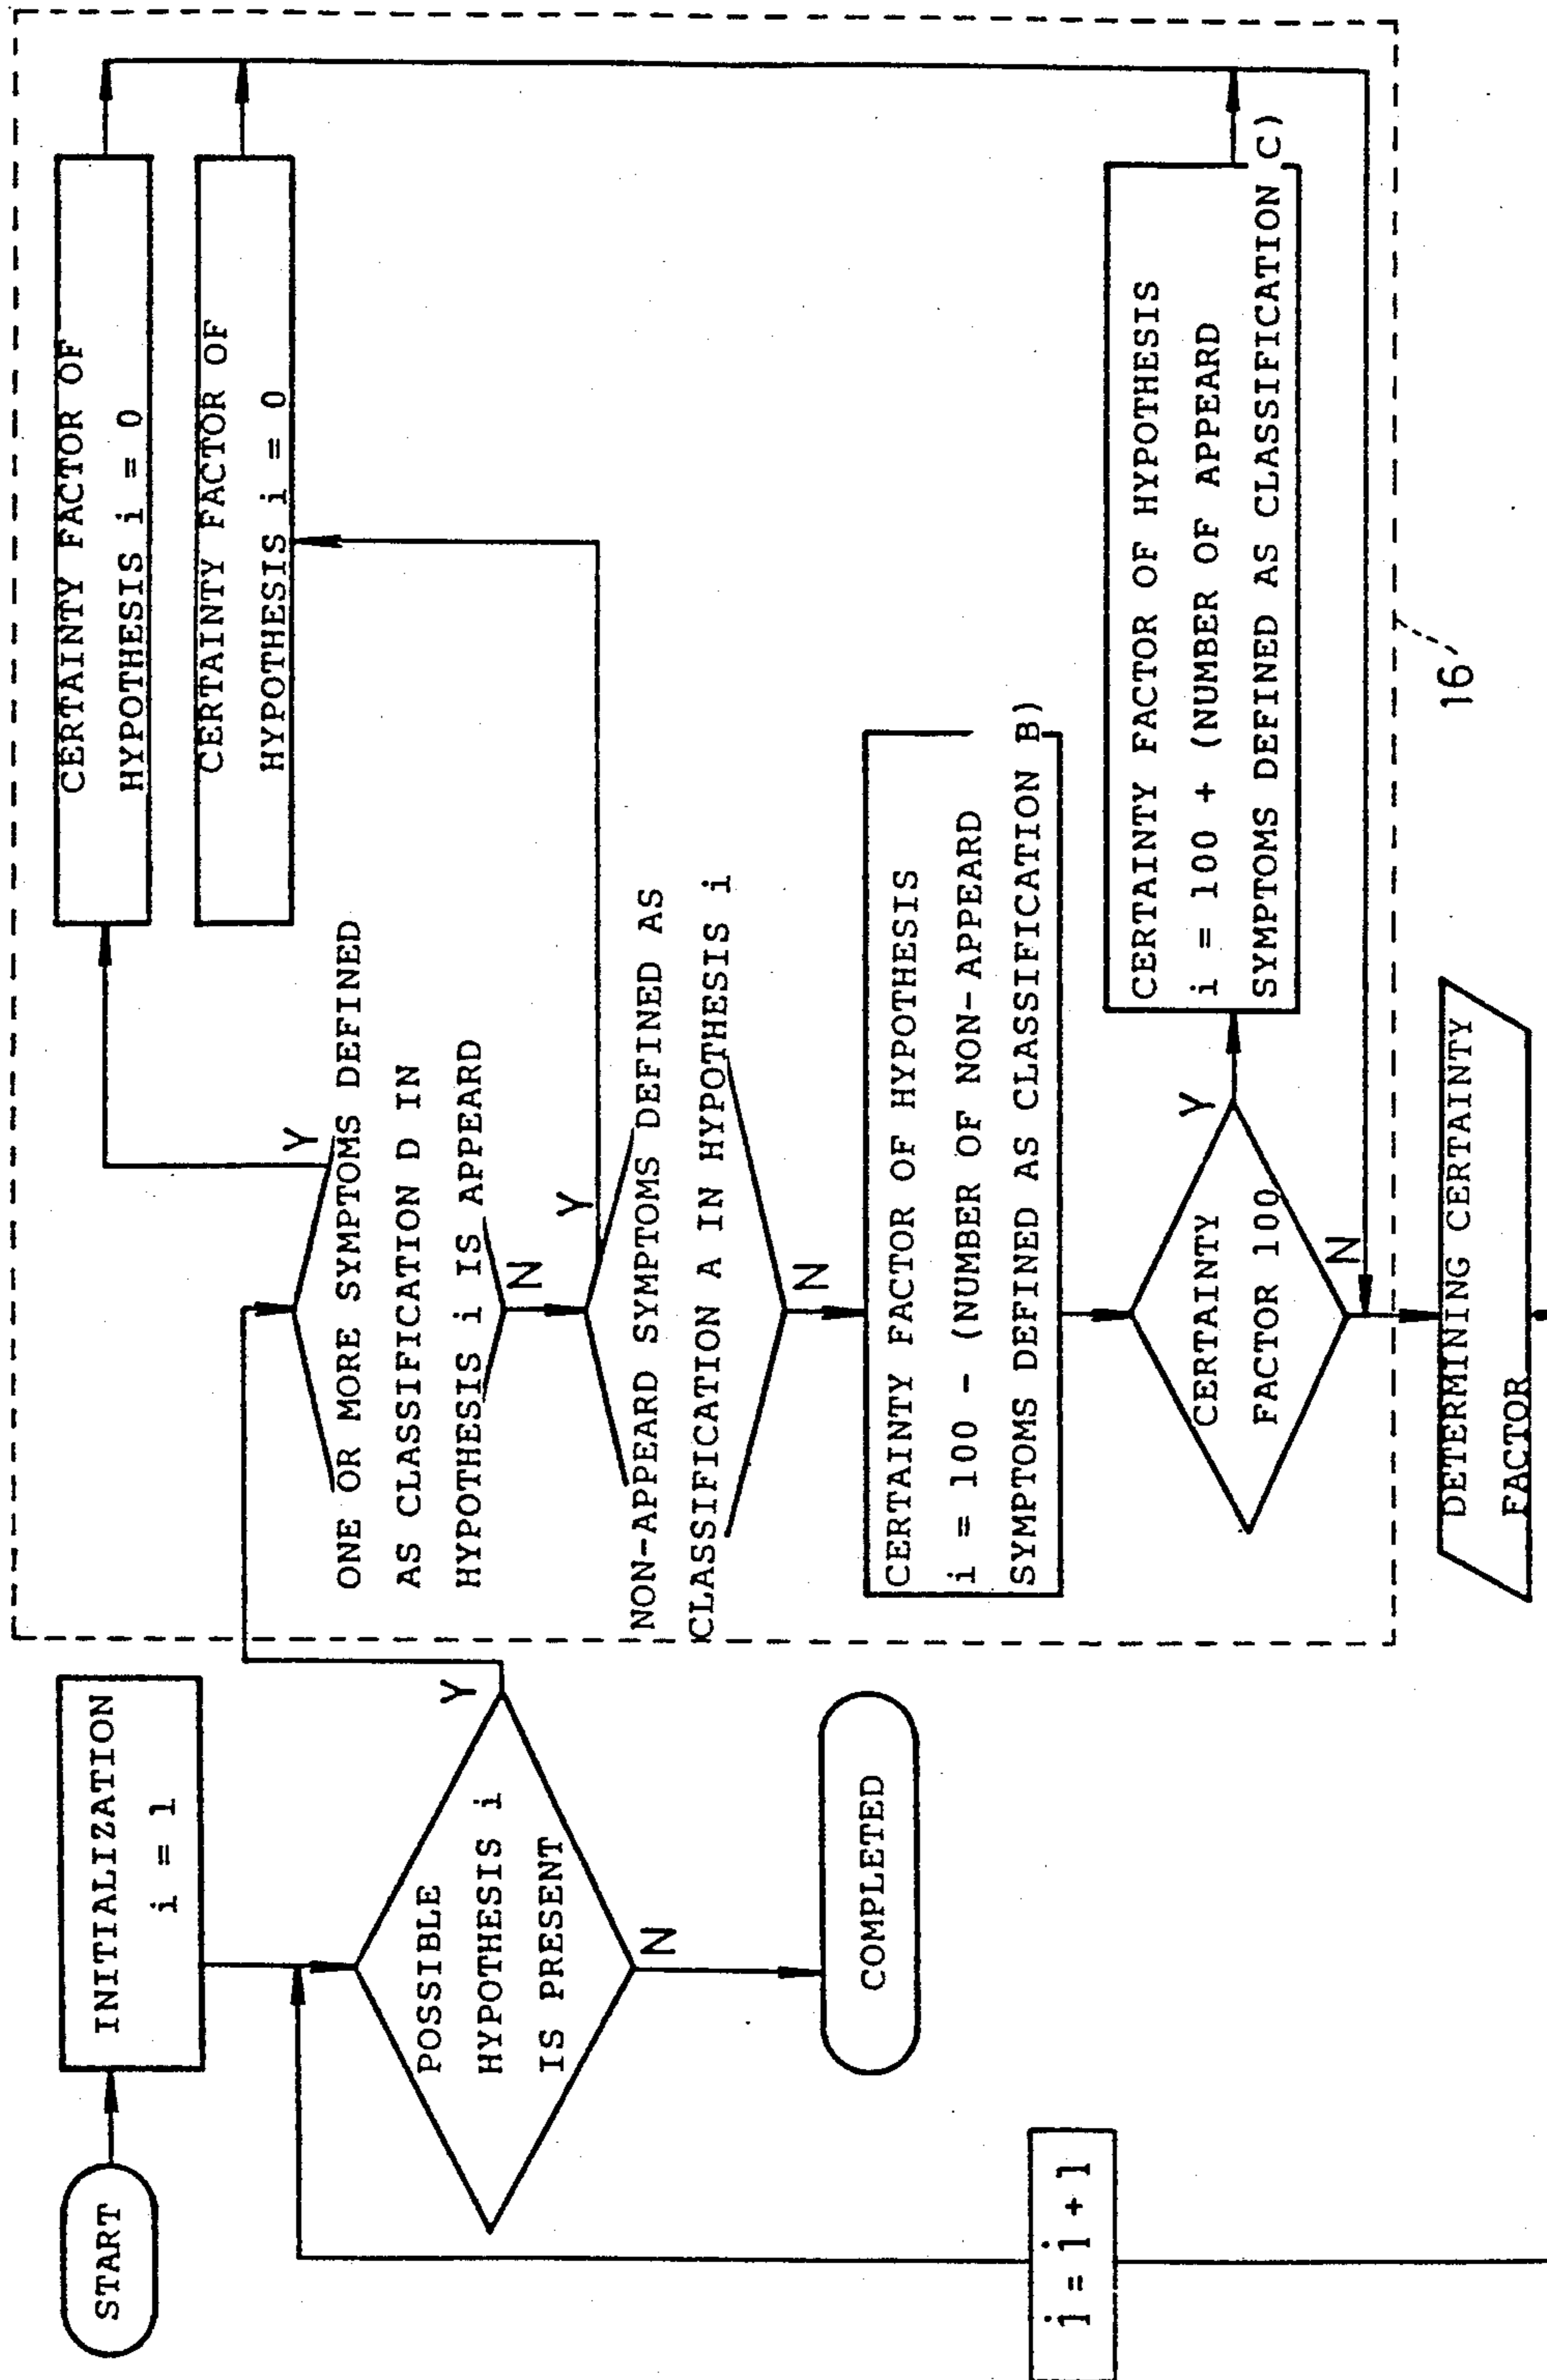 START
INITIALIZATION
i = 1
POSSIBLE
HYPOTHESIS i
IS PRESENT
Y
N
COMPLETED
i = i + 1
ONE OR MORE SYMPTOMS DEFINED
AS CLASSIFICATION D IN
HYPOTHESIS i IS APPEARD
Y
N
CERTAINTY FACTOR OF
HYPOTHESIS i = 0
CERTAINTY FACTOR OF
HYPOTHESIS i = 0
NON-APPEARD SYMPTOMS DEFINED AS
CLASSIFICATION A IN HYPOTHESIS i
Y
N
CERTAINTY FACTOR OF HYPOTHESIS
i = 100 - (NUMBER OF NON-APPEARD
SYMPTOMS DEFINED AS CLASSIFICATION B)
CERTAINTY
FACTOR 100
Y
N
CERTAINTY FACTOR OF HYPOTHESIS
i = 100 + (NUMBER OF APPEARD
SYMPTOMS DEFINED AS CLASSIFICATION C)
16
DETERMINING CERTAINTY
FACTOR